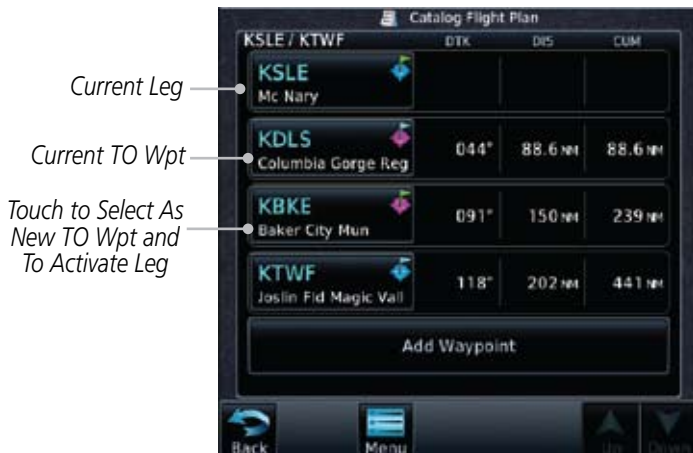 Catalog Flight Plan
KSLE / KTWF DTK DIS CUM
Current Leg
KSLE
Mc Nary
Current TO Wpt
KDLS
Columbia Gorge Reg
044° 88.6 NM 88.6 NM
Touch to Select As
New TO Wpt and
To Activate Leg
KBKE
Baker City Mun
091° 150 NM 239 NM
KTWF
Joslin Fld Magic Vall
118° 202 NM 441 NM
Add Waypoint
Back Menu Up Down